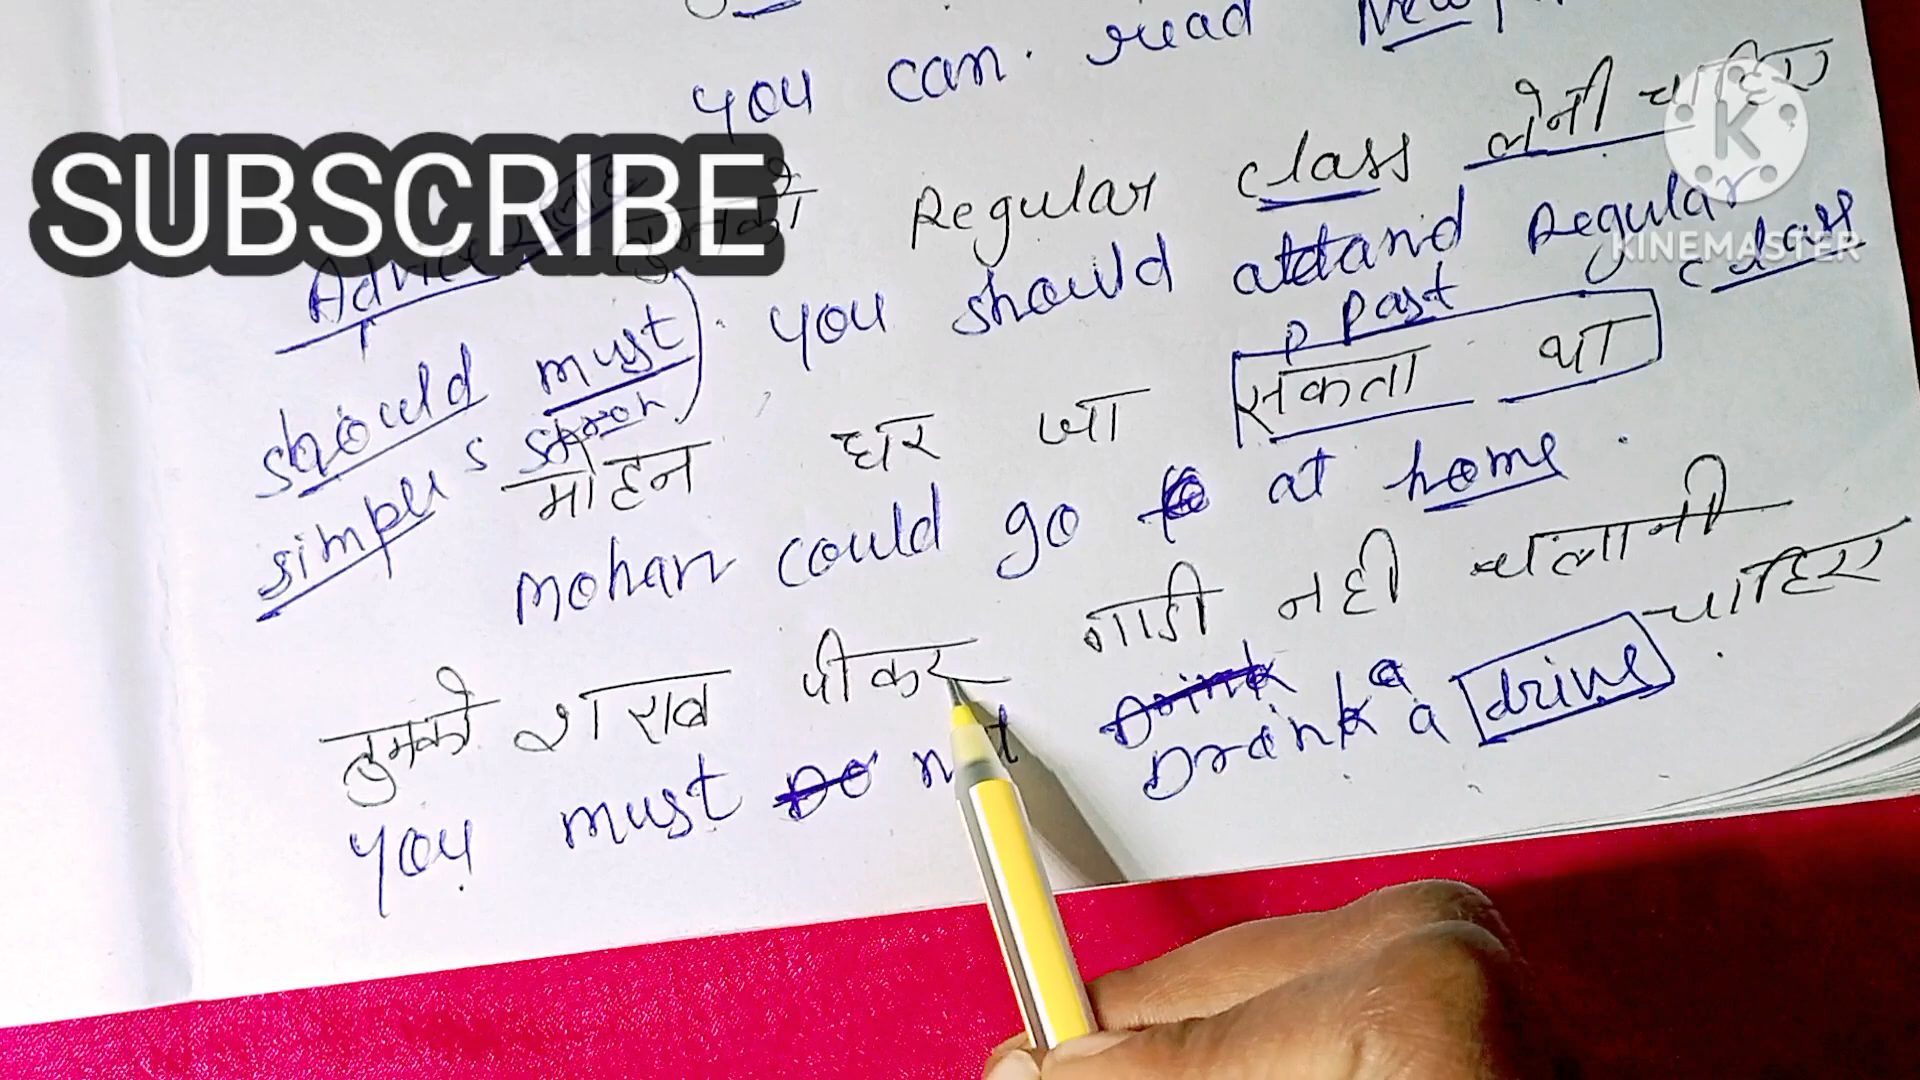 you can. read
SUBSCRIBE
KINEMASTER
Regular class लेनी चाहिए
you should attand Regular class
should must
simple s strong
P Past
मोहन घर जा सकता था
mohan could go at home.
तुमको शराब पीकर गाडी नही चलानी चाहिए
you must not Drink a drive